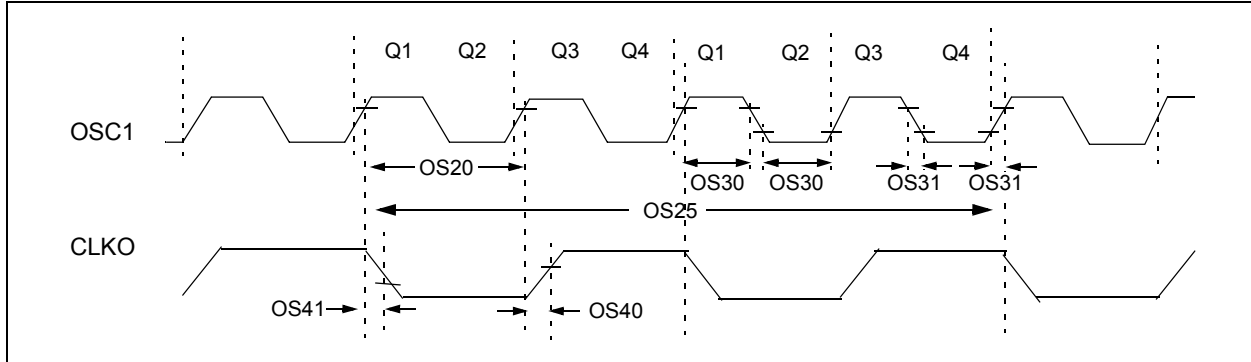 Q1 Q2 Q3 Q4 Q1 Q2 Q3 Q4
OSC1
OS20
OS30 OS30 OS31 OS31
OS25
CLKO
OS41 OS40